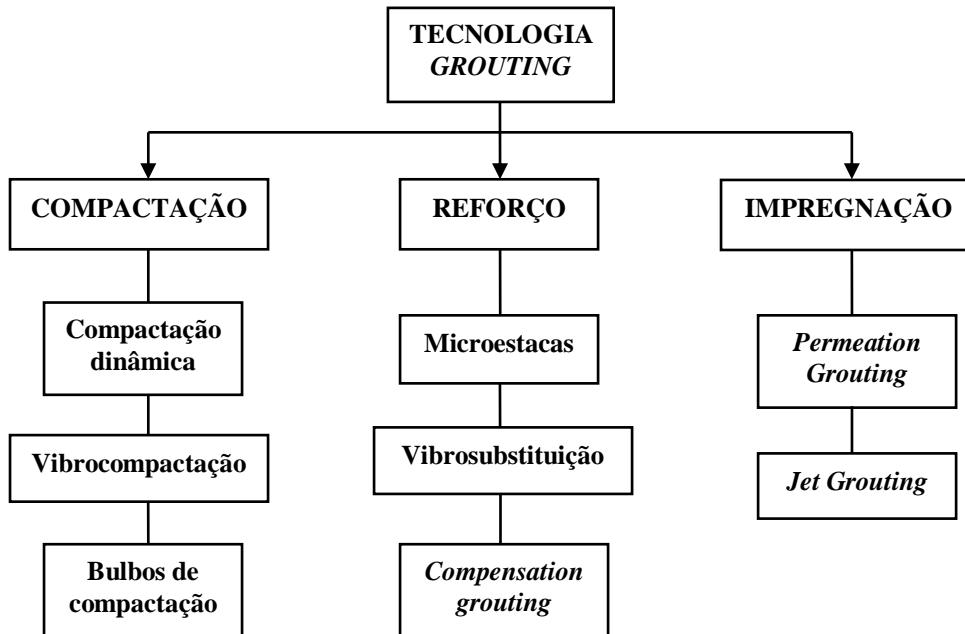 TECNOLOGIA
GROUTING
COMPACTAÇÃO
REFORÇO
IMPREGNAÇÃO
Compactação
dinâmica
Microestacas
Permeation
Grouting
Vibrocompactação
Vibrosubstituição
Jet Grouting
Bulbos de
compactação
Compensation
grouting